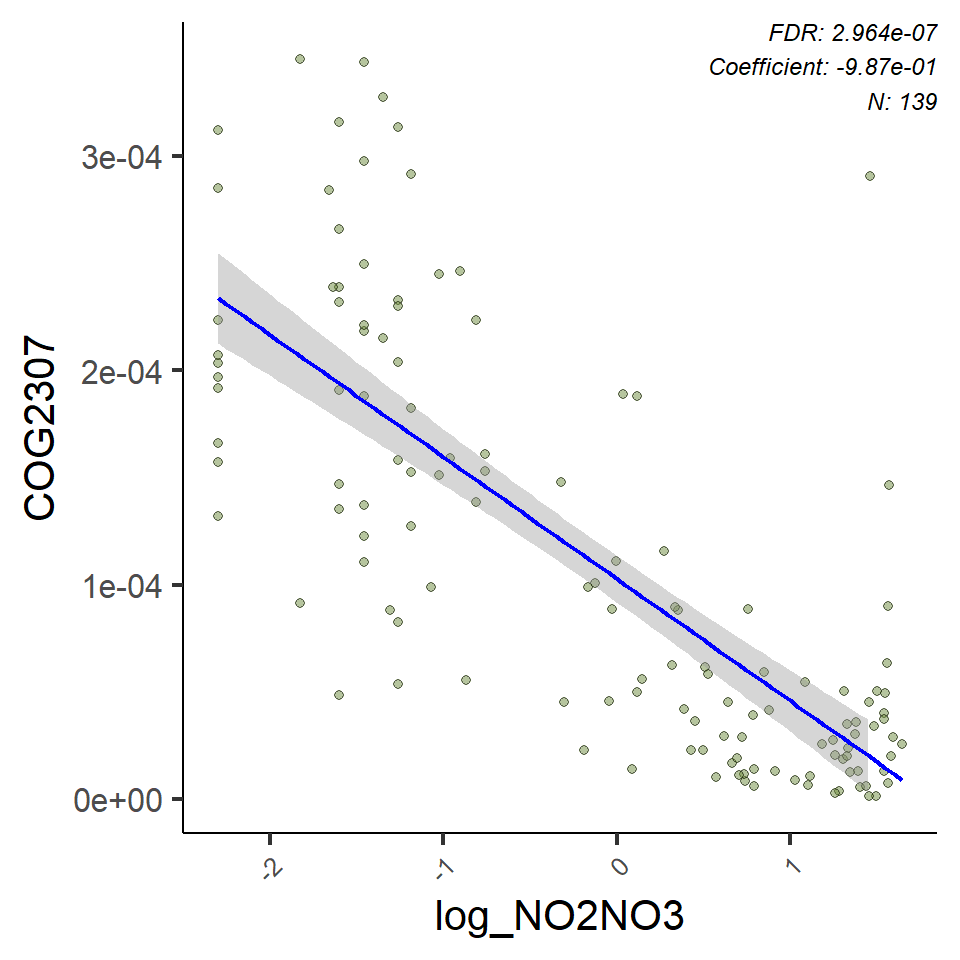 FDR: 2.964e-07
Coefficient: -9.87e-01
N: 139
3e-04
2e-04
1e-04
0e+00
COG2307
-2
-1
0
1
log_NO2NO3